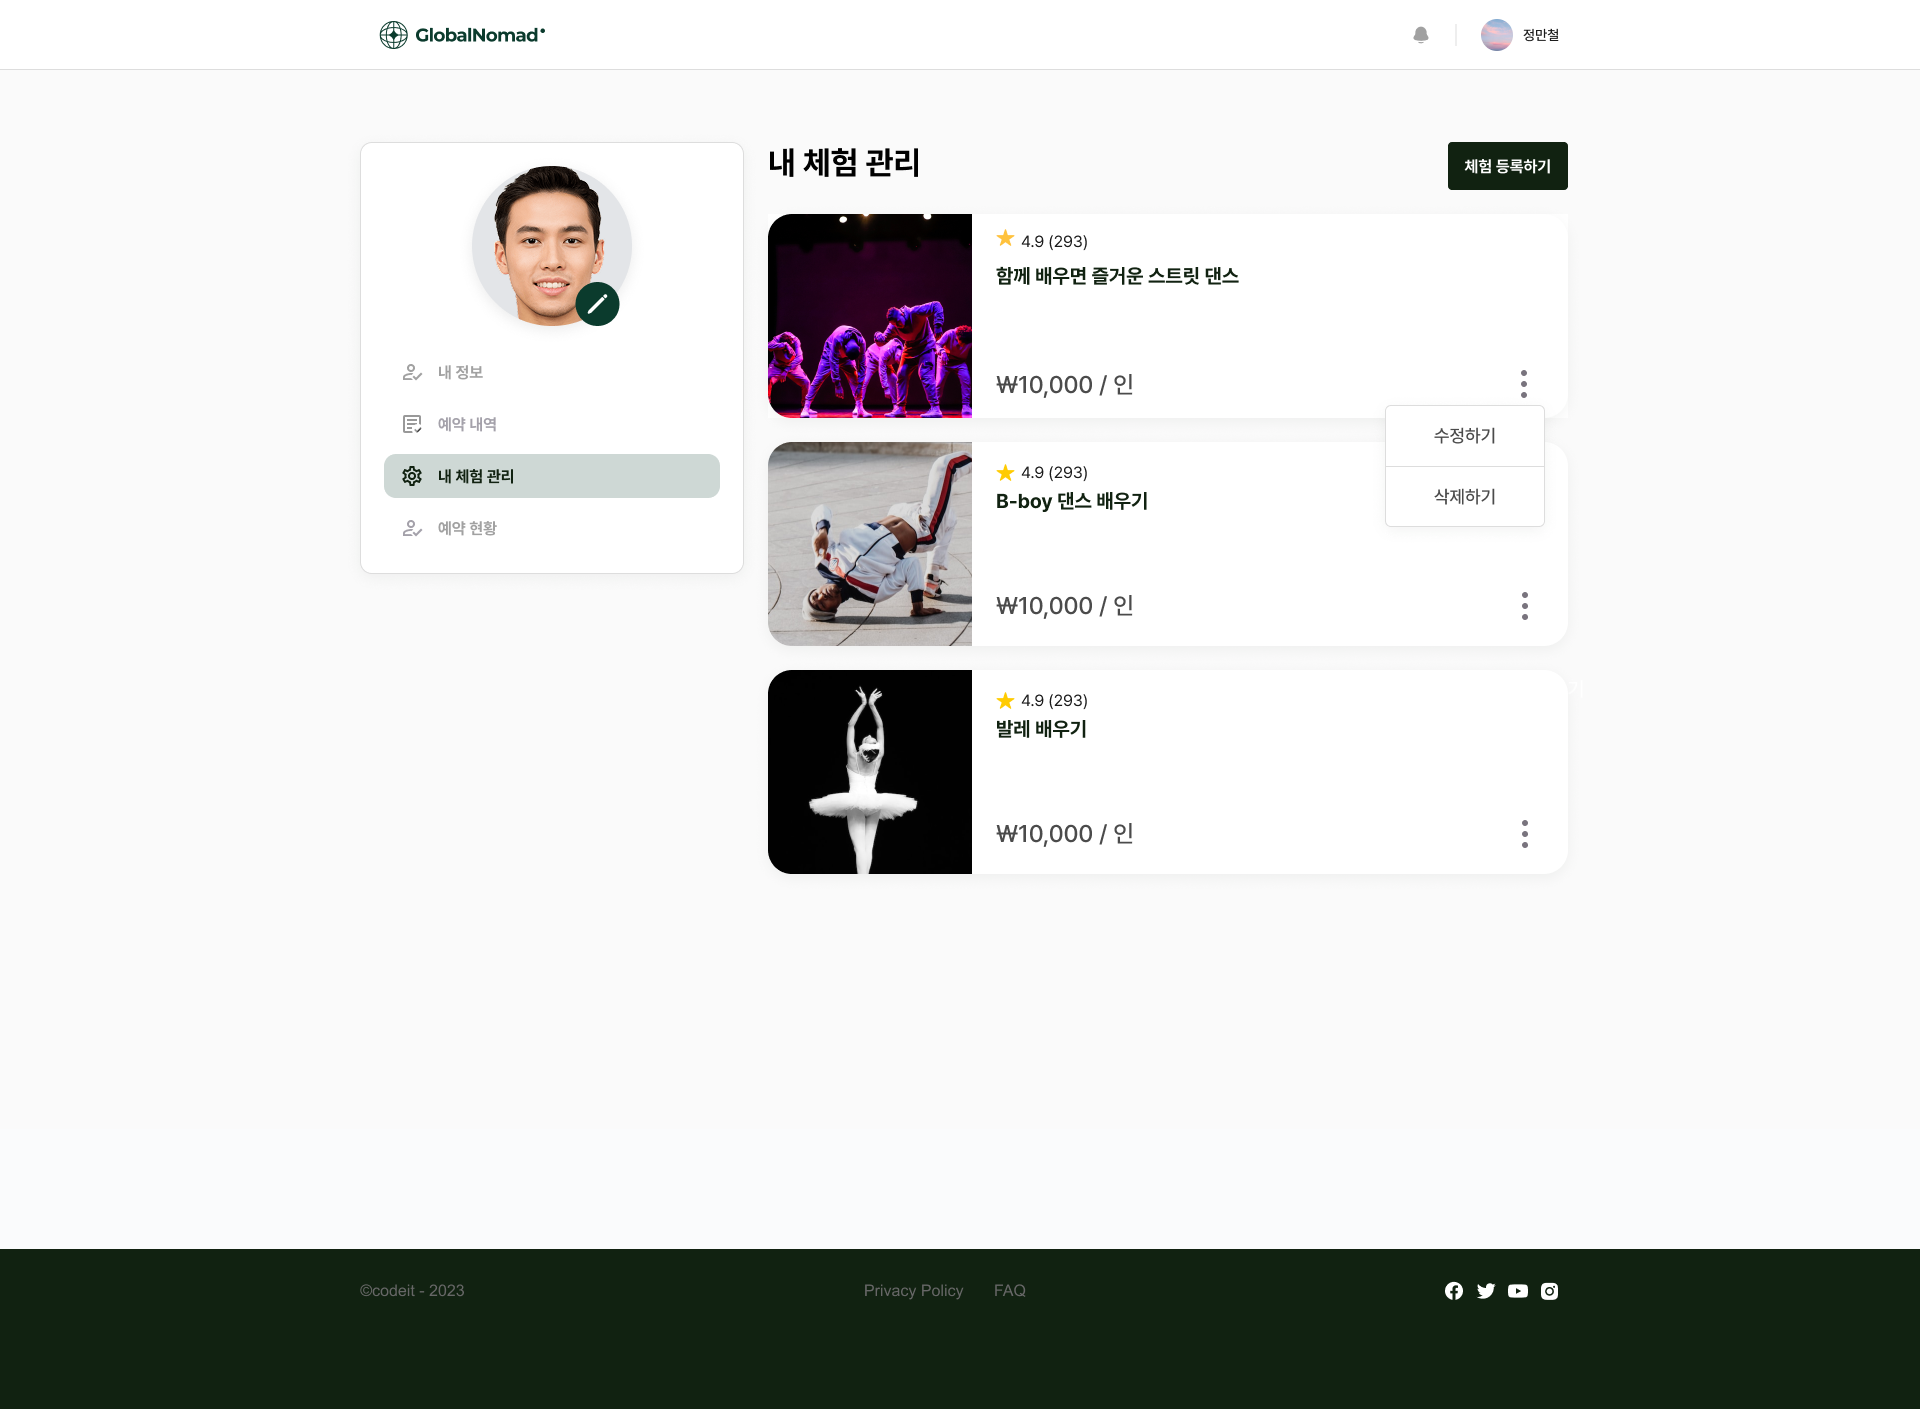 GlobalNomad
정만철
내 정보
예약 내역
내 체험 관리
예약 현황
내 체험 관리
체험 등록하기
4.9 (293)
함께 배우면 즐거운 스트릿 댄스
₩10,000 / 인
수정하기
삭제하기
4.9 (293)
B-boy 댄스 배우기
₩10,000 / 인
4.9 (293)
발레 배우기
₩10,000 / 인
©codeit - 2023
Privacy Policy
FAQ